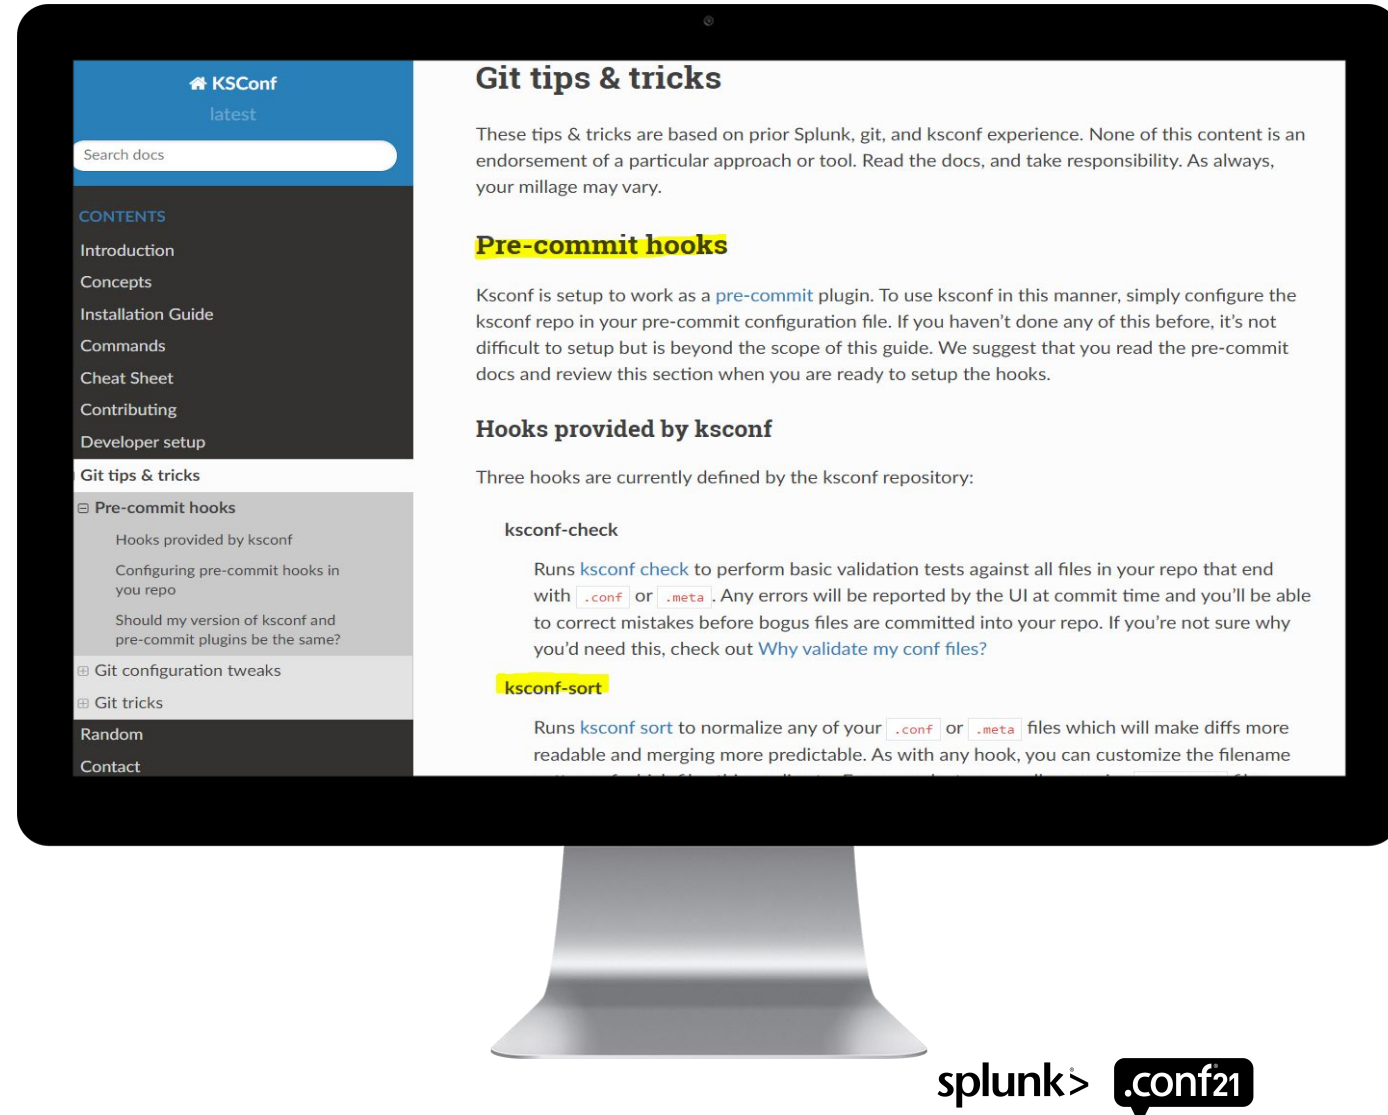 KSConf
latest
Search docs
CONTENTS
Introduction
Concepts
Installation Guide
Commands
Cheat Sheet
Contributing
Developer setup
Git tips & tricks
Pre-commit hooks
Hooks provided by ksconf
Configuring pre-commit hooks in
you repo
Should my version of ksconf and
pre-commit plugins be the same?
Git configuration tweaks
Git tricks
Random
Contact
Git tips & tricks
These tips & tricks are based on prior Splunk, git, and ksconf experience. None of this content is an
endorsement of a particular approach or tool. Read the docs, and take responsibility. As always,
your millage may vary.
Pre-commit hooks
Ksconf is setup to work as a pre-commit plugin. To use ksconf in this manner, simply configure the
ksconf repo in your pre-commit configuration file. If you haven't done any of this before, it's not
difficult to setup but is beyond the scope of this guide. We suggest that you read the pre-commit
docs and review this section when you are ready to setup the hooks.
Hooks provided by ksconf
Three hooks are currently defined by the ksconf repository:
ksconf-check
Runs ksconf check to perform basic validation tests against all files in your repo that end
with .conf or .meta . Any errors will be reported by the UI at commit time and you'll be able
to correct mistakes before bogus files are committed into your repo. If you're not sure why
you'd need this, check out Why validate my conf files?
ksconf-sort
Runs ksconf sort to normalize any of your .conf or .meta files which will make diffs more
readable and merging more predictable. As with any hook, you can customize the filename
splunk> .conf21